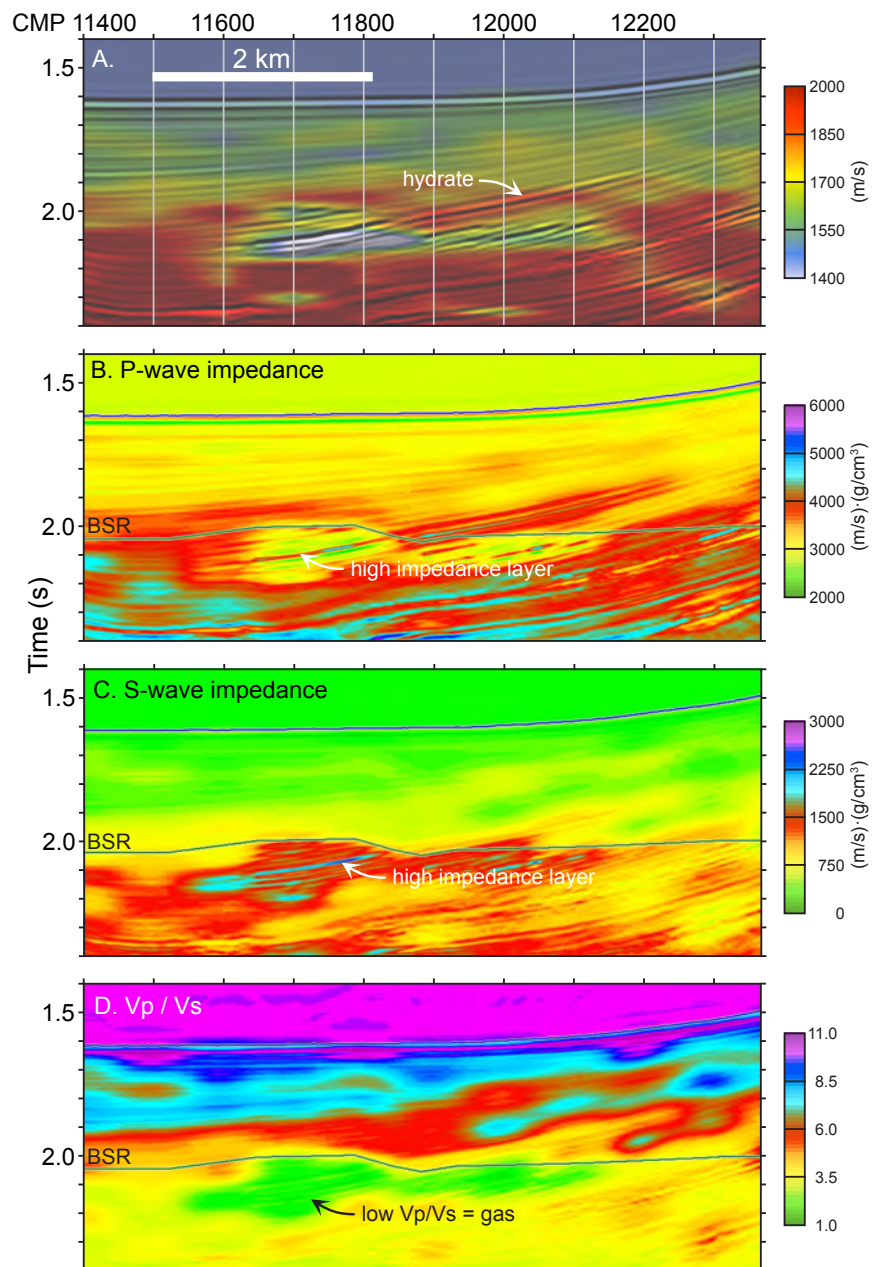 CMP 11400 11600 11800 12000 12200
A.
2 km
1.5
hydrate
2.0
2000
1850
1700
1550
1400
(m/s)
B. P-wave impedance
1.5
BSR
2.0
high impedance layer
6000
5000
4000
3000
2000
(m/s)·(g/cm³)
Time (s)
C. S-wave impedance
1.5
BSR
2.0
high impedance layer
3000
2250
1500
750
0
(m/s)·(g/cm³)
D. Vp / Vs
1.5
BSR
2.0
low Vp/Vs = gas
11.0
8.5
6.0
3.5
1.0